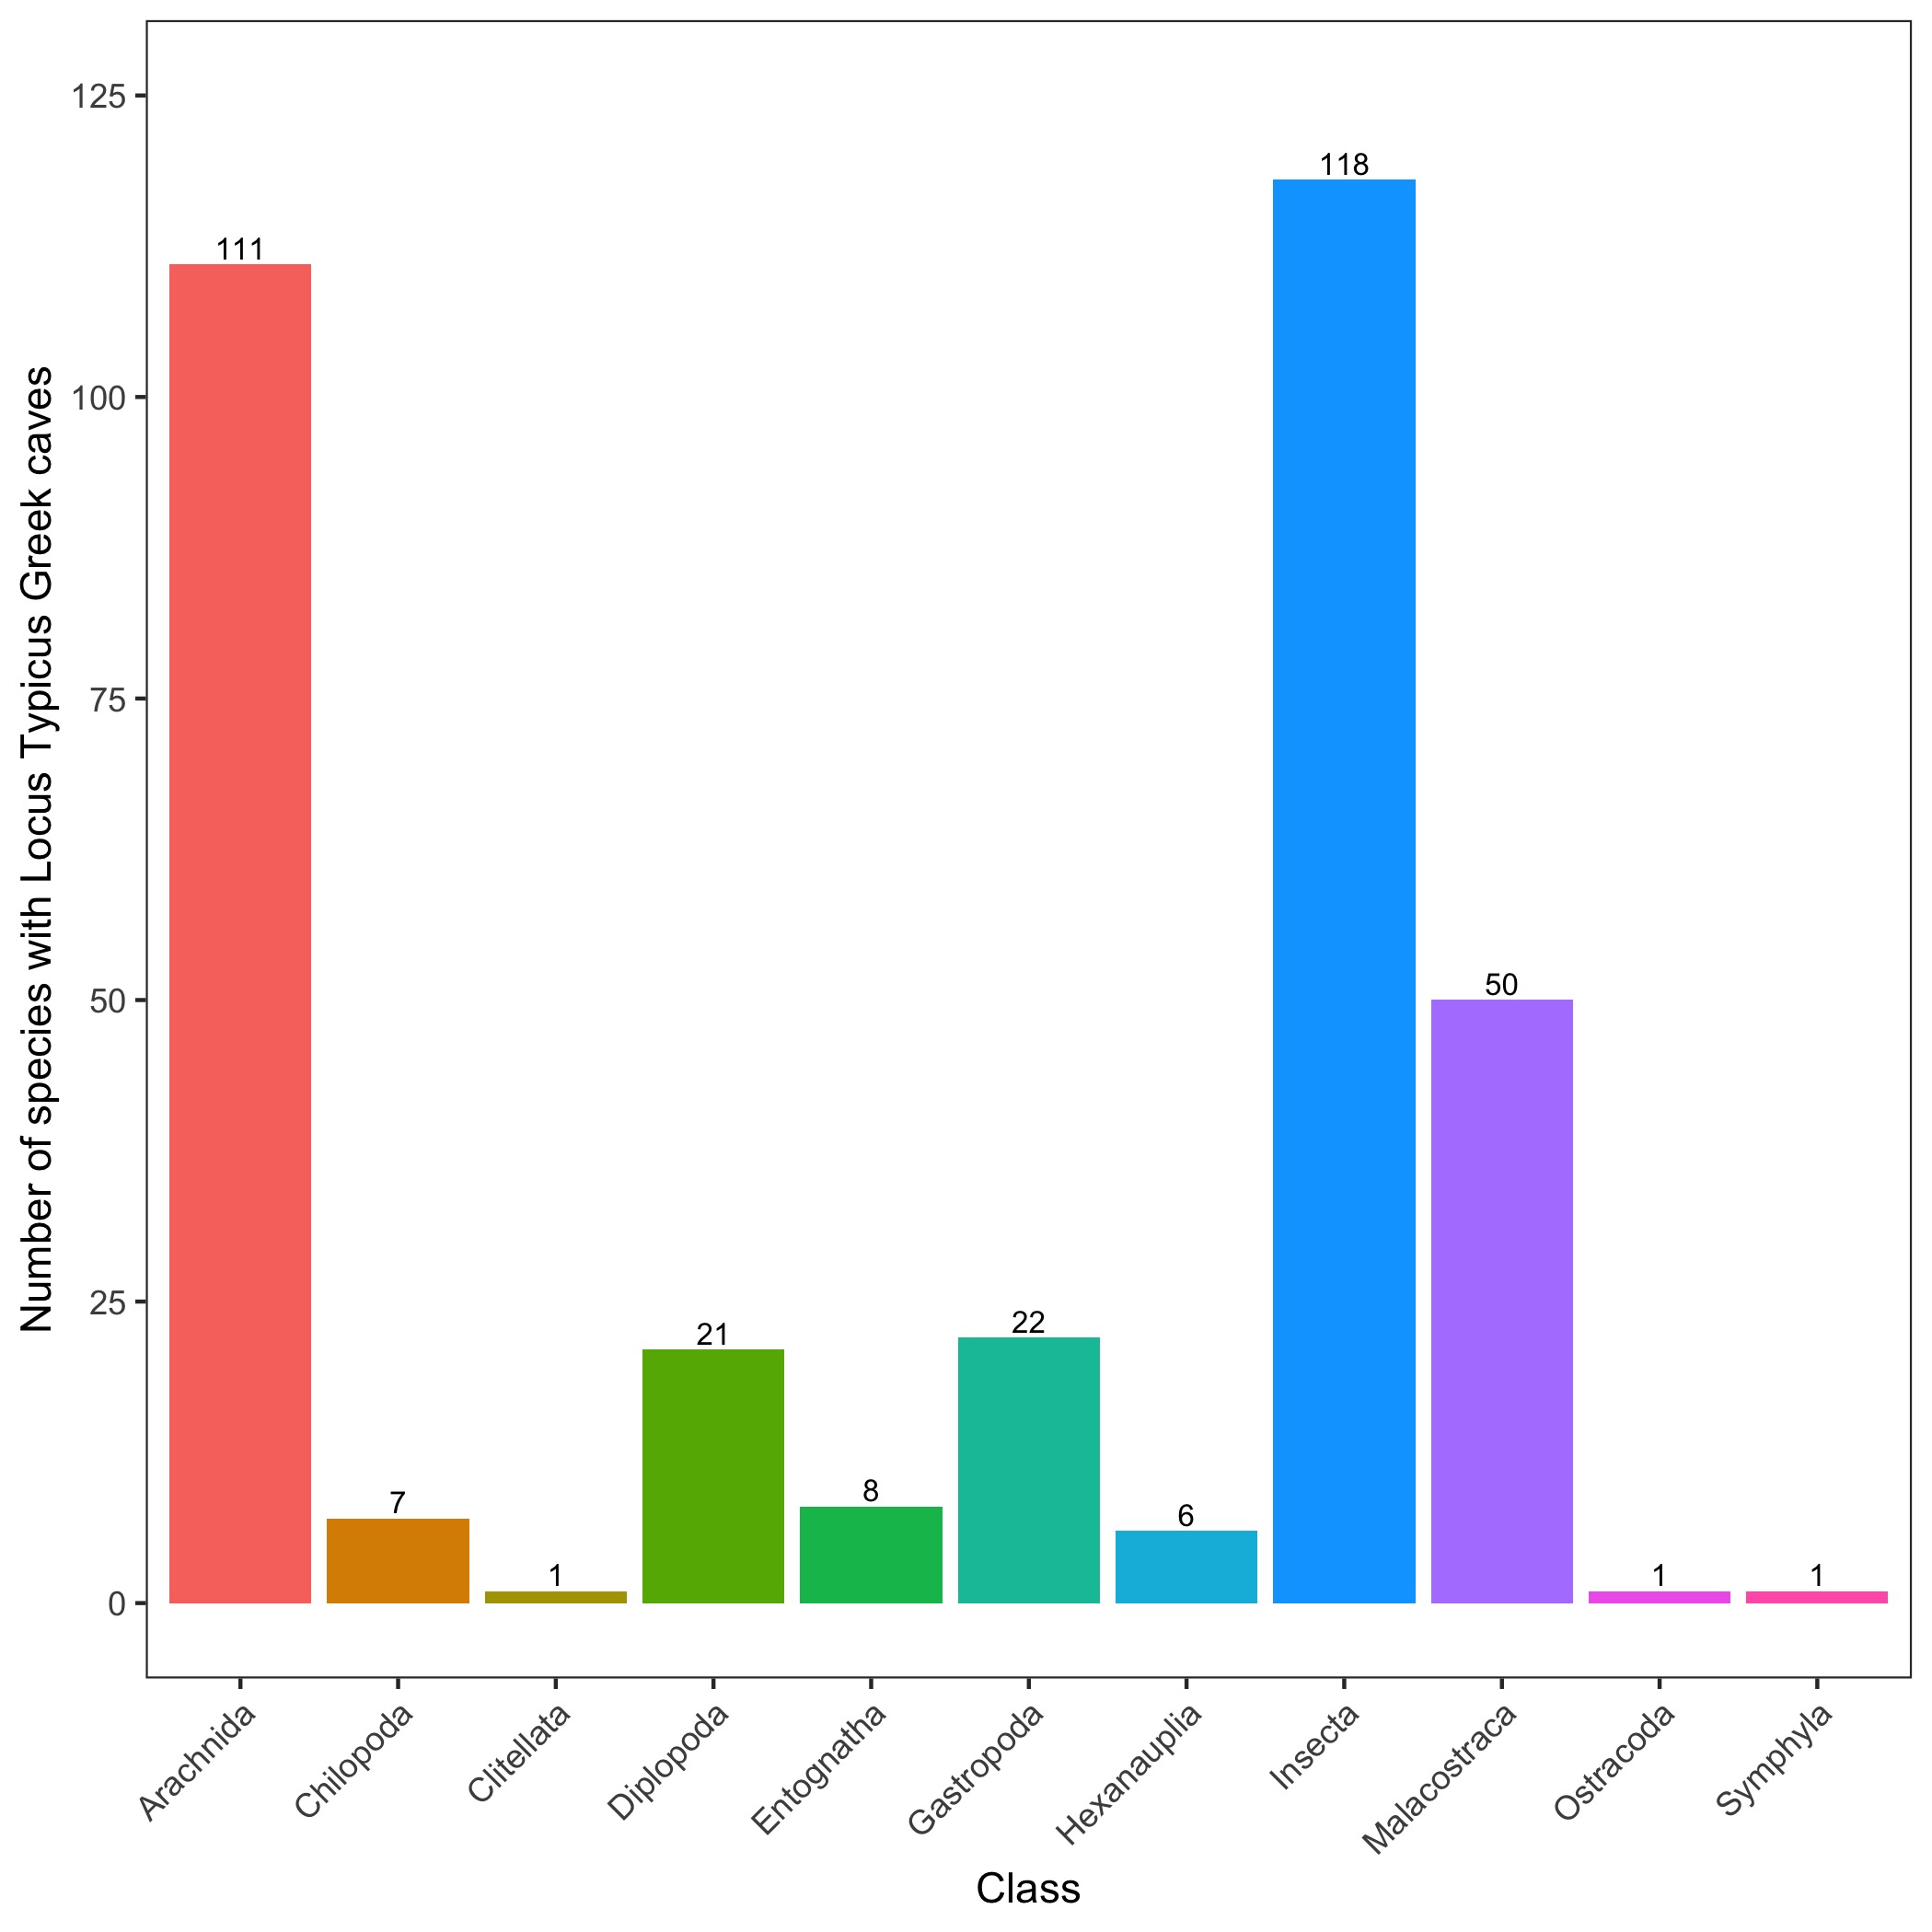 Number of species with Locus Typicus Greek caves
125
100
75
50
25
0
111
7
1
21
8
22
6
118
50
1
1
Arachnida
Chilopoda
Clitellata
Diplopoda
Entognatha
Gastropoda
Hexanauplia
Insecta
Malacostraca
Ostracoda
Symphyla
Class